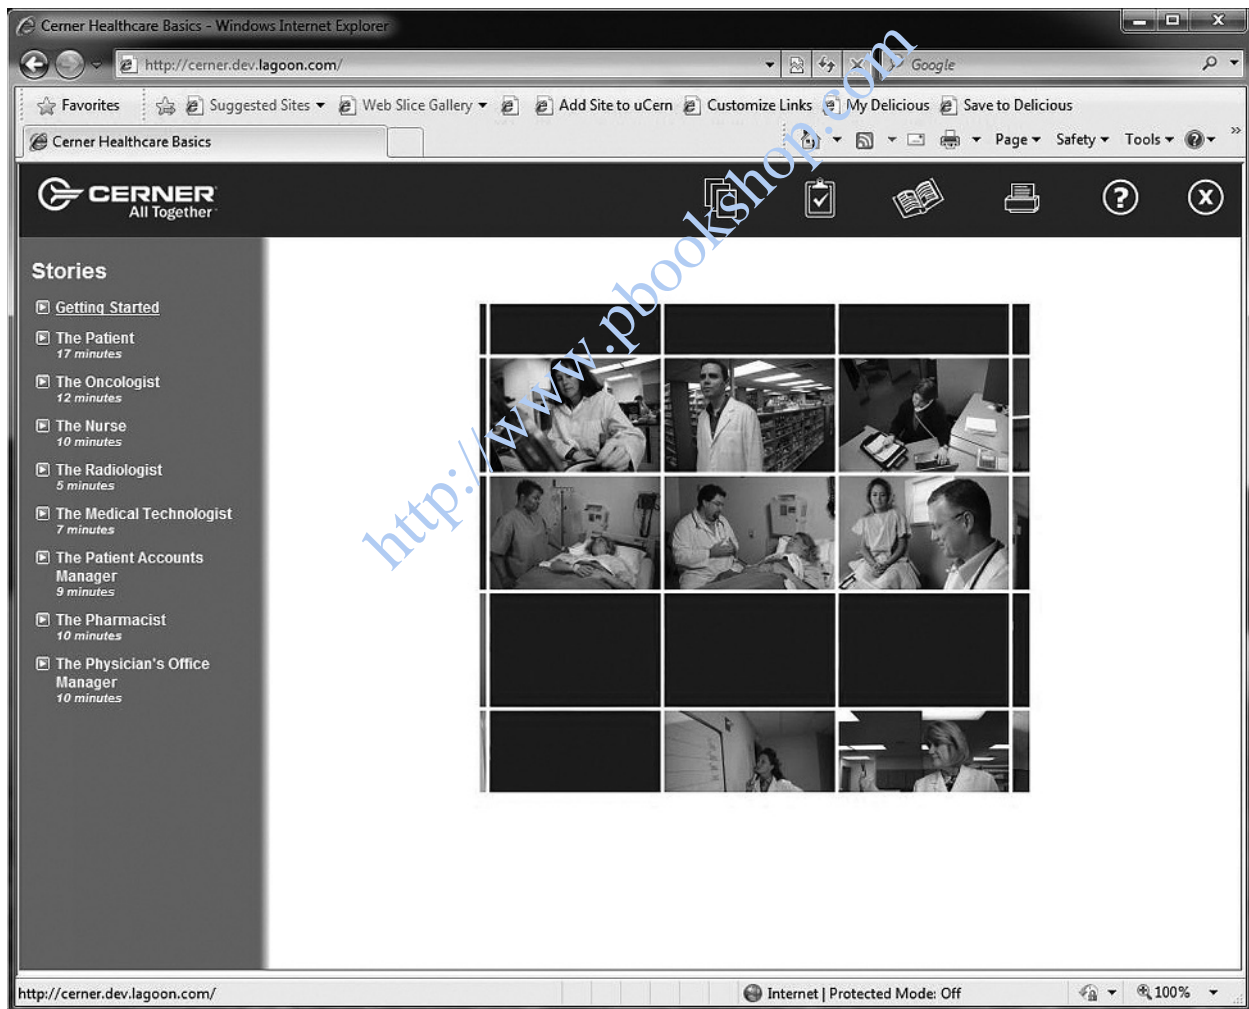 Cerner Healthcare Basics - Windows Internet Explorer
http://cerner.dev.lagoon.com/
Google
Favorites Suggested Sites Web Slice Gallery Add Site to uCern Customize Links My Delicious Save to Delicious
Cerner Healthcare Basics
Page Safety Tools »
CERNER
All Together
Stories
Getting Started
The Patient
17 minutes
The Oncologist
12 minutes
The Nurse
10 minutes
The Radiologist
5 minutes
The Medical Technologist
7 minutes
The Patient Accounts
Manager
9 minutes
The Pharmacist
10 minutes
The Physician's Office
Manager
10 minutes
http://www.pbookshop.com
http://cerner.dev.lagoon.com/
Internet | Protected Mode: Off
100%